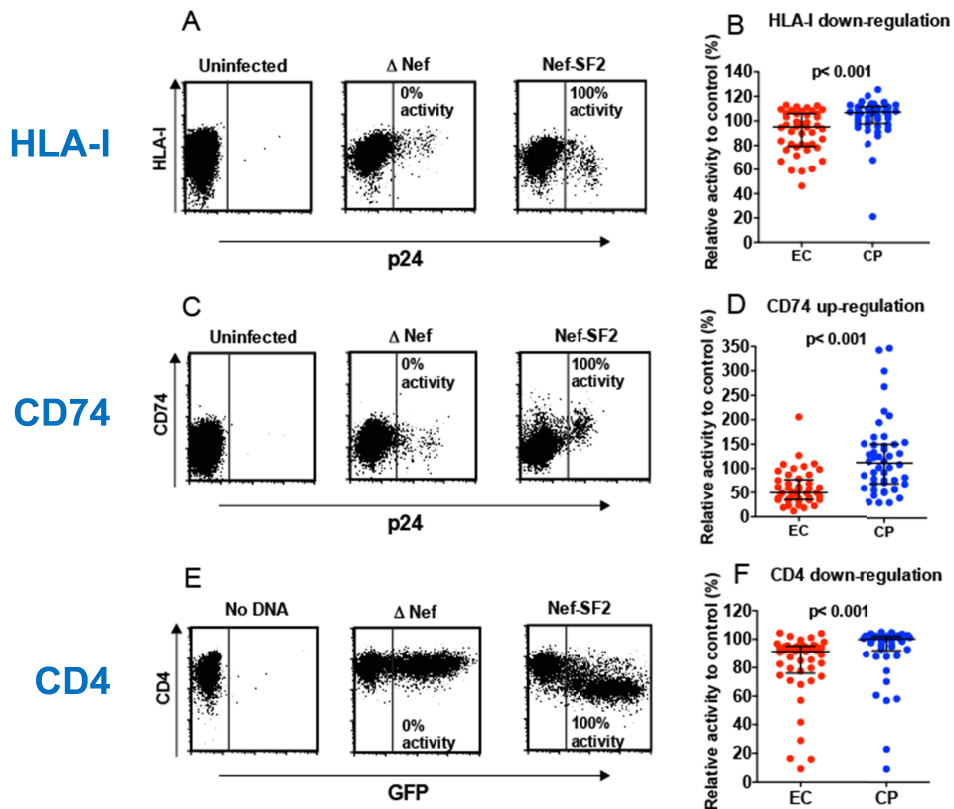 A
Uninfected
Δ Nef
Nef-SF2
0%
activity
100%
activity
HLA-I
HLA-I
p24
B
HLA-I down-regulation
p< 0.001
Relative activity to control (%)
140
120
100
80
60
40
20
0
EC
CP
C
Uninfected
Δ Nef
Nef-SF2
0%
activity
100%
activity
CD74
CD74
p24
D
CD74 up-regulation
p< 0.001
Relative activity to control (%)
350
300
250
200
150
100
50
0
EC
CP
E
No DNA
Δ Nef
Nef-SF2
0%
activity
100%
activity
CD4
CD4
GFP
F
CD4 down-regulation
p< 0.001
Relative activity to control (%)
120
100
80
60
40
20
0
EC
CP